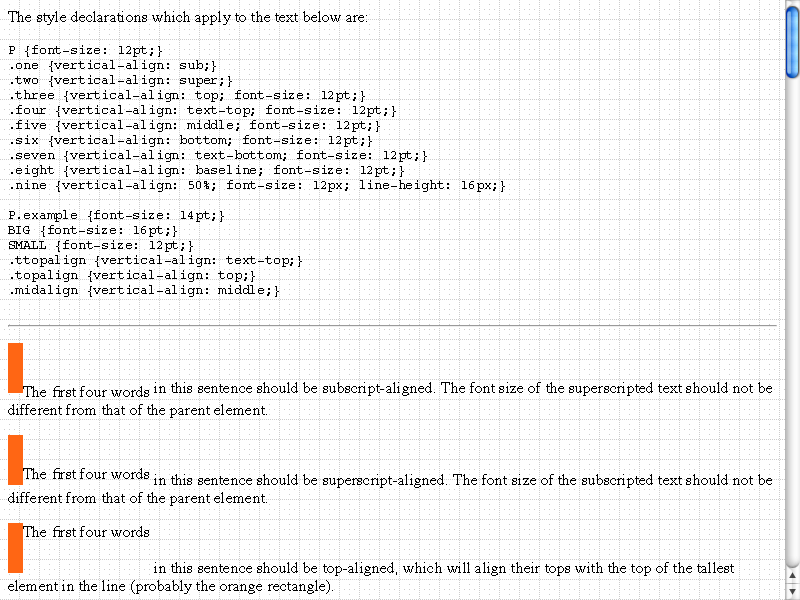 The style declarations which apply to the text below are:
P {font-size: 12pt;}
.one {vertical-align: sub;}
.two {vertical-align: super;}
.three {vertical-align: top; font-size: 12pt;}
.four {vertical-align: text-top; font-size: 12pt;}
.five {vertical-align: middle; font-size: 12pt;}
.six {vertical-align: bottom; font-size: 12pt;}
.seven {vertical-align: text-bottom; font-size: 12pt;}
.eight {vertical-align: baseline; font-size: 12pt;}
.nine {vertical-align: 50%; font-size: 12px; line-height: 16px;}
P.example {font-size: 14pt;}
BIG {font-size: 16pt;}
SMALL {font-size: 12pt;}
.ttopalign {vertical-align: text-top;}
.topalign {vertical-align: top;}
.midalign {vertical-align: middle;}
The first four words in this sentence should be subscript-aligned. The font size of the superscripted text should not be
different from that of the parent element.
The first four words in this sentence should be superscript-aligned. The font size of the subscripted text should not be
different from that of the parent element.
The first four words
in this sentence should be top-aligned, which will align their tops with the top of the tallest
element in the line (probably the orange rectangle).